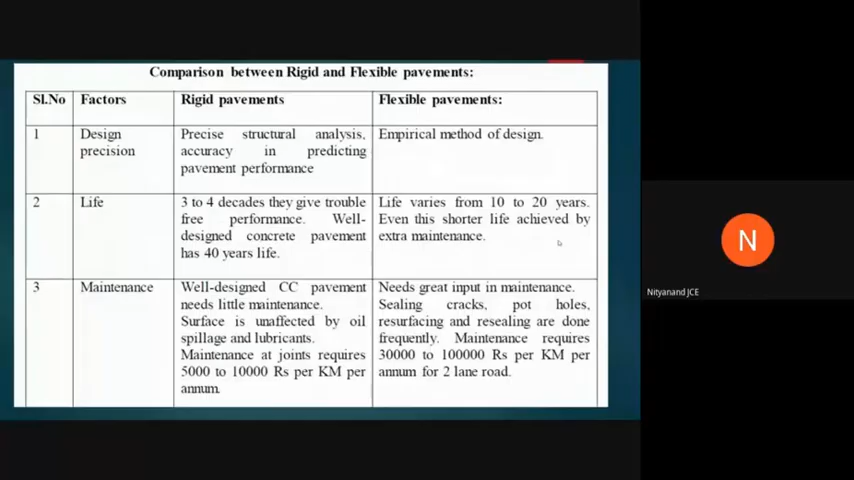 Comparison between Rigid and Flexible pavements:
Sl.No Factors Rigid pavements Flexible pavements:
1 Design precision Precise structural analysis, accuracy in predicting pavement performance Empirical method of design.
2 Life 3 to 4 decades they give trouble free performance. Well-designed concrete pavement has 40 years life. Life varies from 10 to 20 years. Even this shorter life achieved by extra maintenance.
3 Maintenance Well-designed CC pavement needs little maintenance. Surface is unaffected by oil spillage and lubricants. Maintenance at joints requires 5000 to 10000 Rs per KM per annum. Needs great input in maintenance. Sealing cracks, pot holes, resurfacing and resealing are done frequently. Maintenance requires 30000 to 100000 Rs per KM per annum for 2 lane road.
N
Nityanand JCE